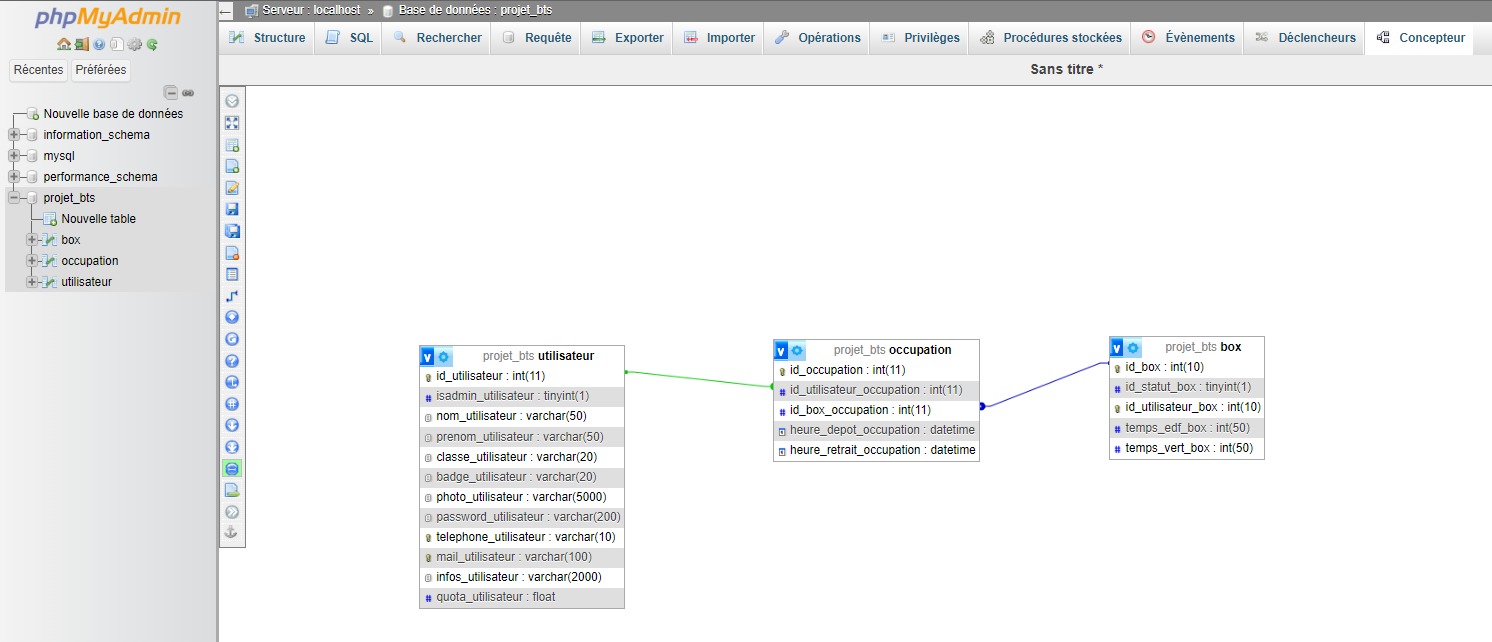 phpMyAdmin
Récentes Préférées
Nouvelle base de données
information_schema
mysql
performance_schema
projet_bts
Nouvelle table
box
occupation
utilisateur
Serveur : localhost » Base de données : projet_bts
Structure SQL Rechercher Requête Exporter Importer Opérations Privilèges Procédures stockées Évènements Déclencheurs Concepteur
Sans titre *
projet_bts utilisateur
id_utilisateur : int(11)
isadmin_utilisateur : tinyint(1)
nom_utilisateur : varchar(50)
prenom_utilisateur : varchar(50)
classe_utilisateur : varchar(20)
badge_utilisateur : varchar(20)
photo_utilisateur : varchar(5000)
password_utilisateur : varchar(200)
telephone_utilisateur : varchar(10)
mail_utilisateur : varchar(100)
infos_utilisateur : varchar(2000)
quota_utilisateur : float
projet_bts occupation
id_occupation : int(11)
id_utilisateur_occupation : int(11)
id_box_occupation : int(11)
heure_depot_occupation : datetime
heure_retrait_occupation : datetime
projet_bts box
id_box : int(10)
id_statut_box : tinyint(1)
id_utilisateur_box : int(10)
temps_edf_box : int(50)
temps_vert_box : int(50)